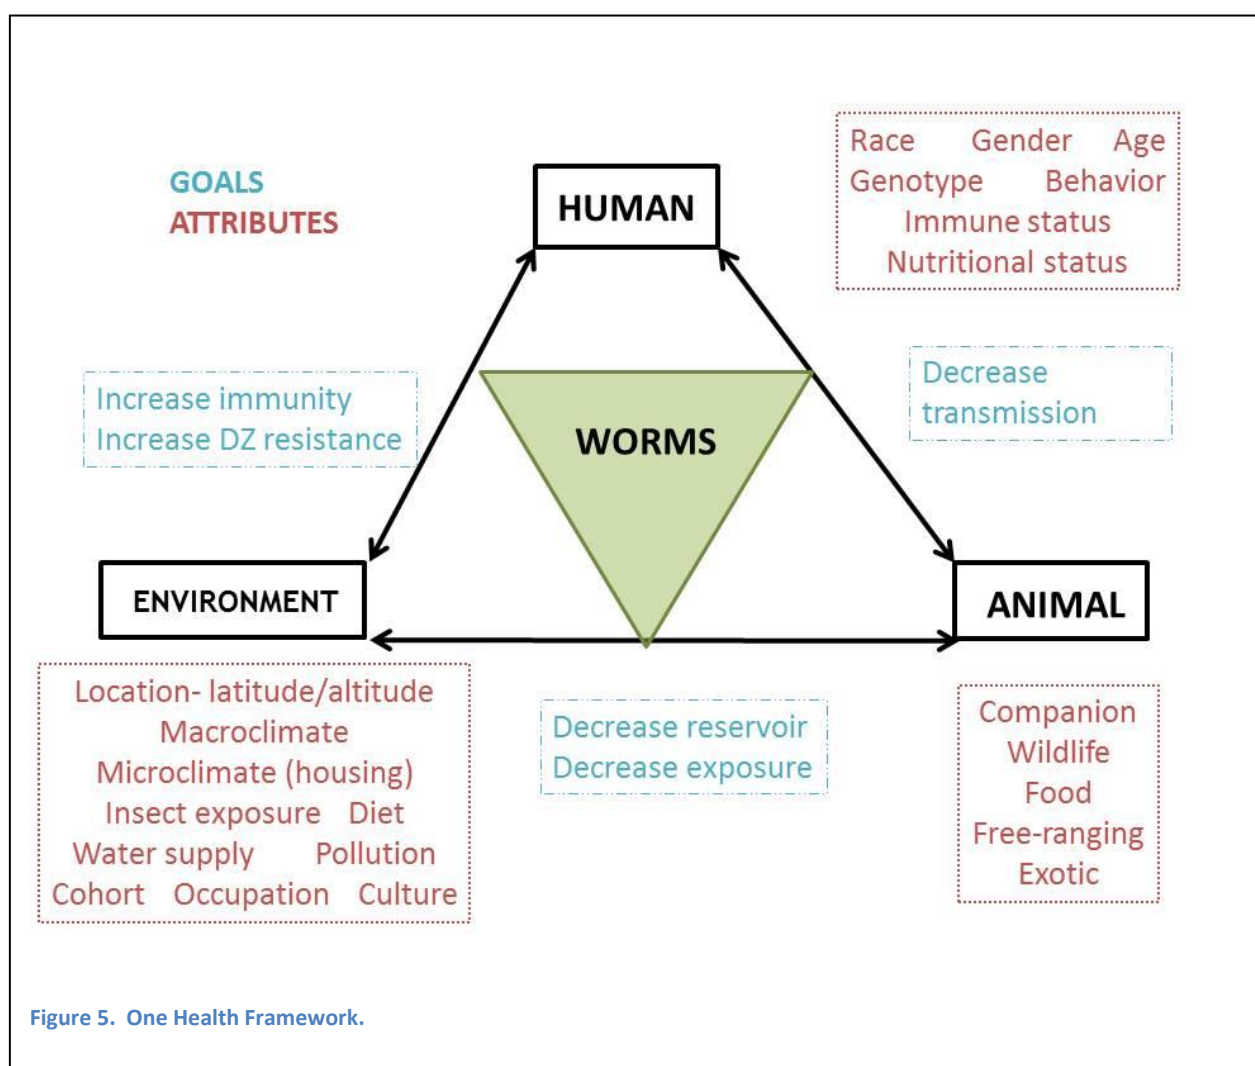 GOALS
ATTRIBUTES
HUMAN
Race Gender Age
Genotype Behavior
Immune status
Nutritional status
Increase immunity
Increase DZ resistance
WORMS
Decrease
transmission
ENVIRONMENT
ANIMAL
Location- latitude/altitude
Macroclimate
Microclimate (housing)
Insect exposure Diet
Water supply Pollution
Cohort Occupation Culture
Decrease reservoir
Decrease exposure
Companion
Wildlife
Food
Free-ranging
Exotic
Figure 5. One Health Framework.